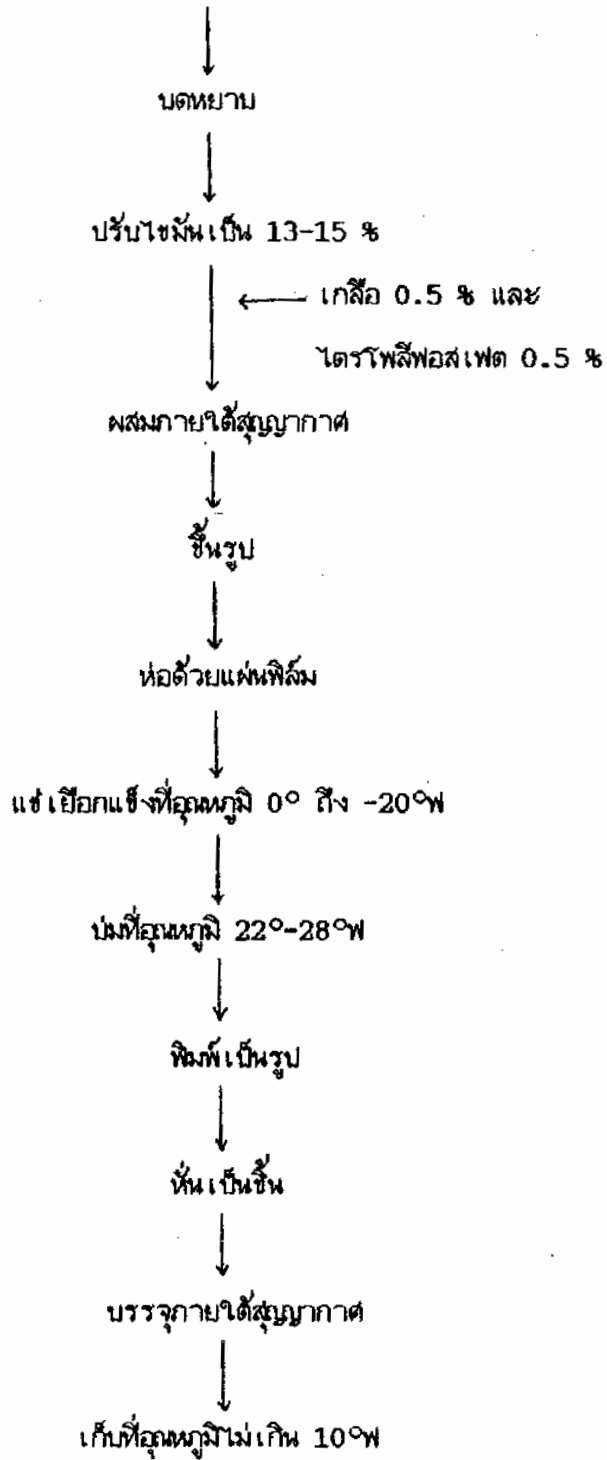 บดหยาบ
ปรับไขมันเป็น 13-15 %
เกลือ 0.5 % และ
ไตรโพลีฟอสเฟต 0.5 %
ผสมภายใต้สุญญากาศ
ขึ้นรูป
ห่อด้วยแผ่นฟิล์ม
แช่เยือกแข็งที่อุณหภูมิ 0° ถึง -20°ฟ
บ่มที่อุณหภูมิ 22°-28°ฟ
พิมพ์เป็นรูป
หั่นเป็นชิ้น
บรรจุภายใต้สุญญากาศ
เก็บที่อุณหภูมิไม่เกิน 10°ฟ